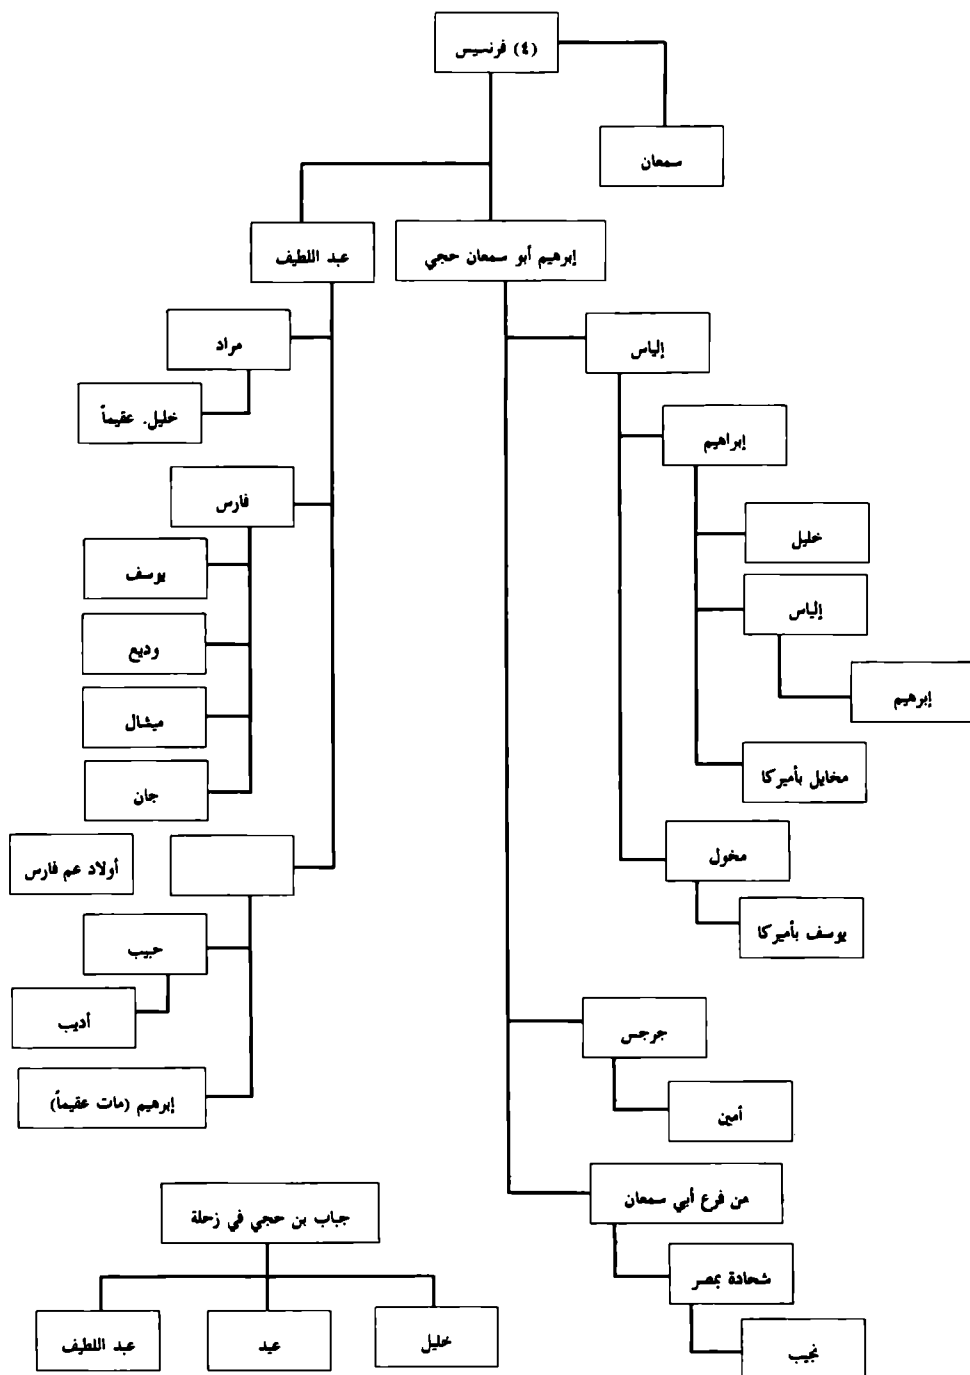 (٤) فرنسيس
سمعان
إبرهيم أبو سمعان حجي
عبد اللطيف
إلياس
مراد
إبراهيم
خليل. عقيماً
خليل
فارس
إلياس
يوسف
إبرهيم
وديع
ميشال
مخايل بأميركا
جان
مخول
أولاد عم فارس
يوسف بأميركا
حبيب
أديب
جرجس
إبرهيم (مات عقيماً)
أمين
من فرع أبي سمعان
جباب بن حجي في زحلة
شحادة بمصر
خليل
عيد
عبد اللطيف
نجيب